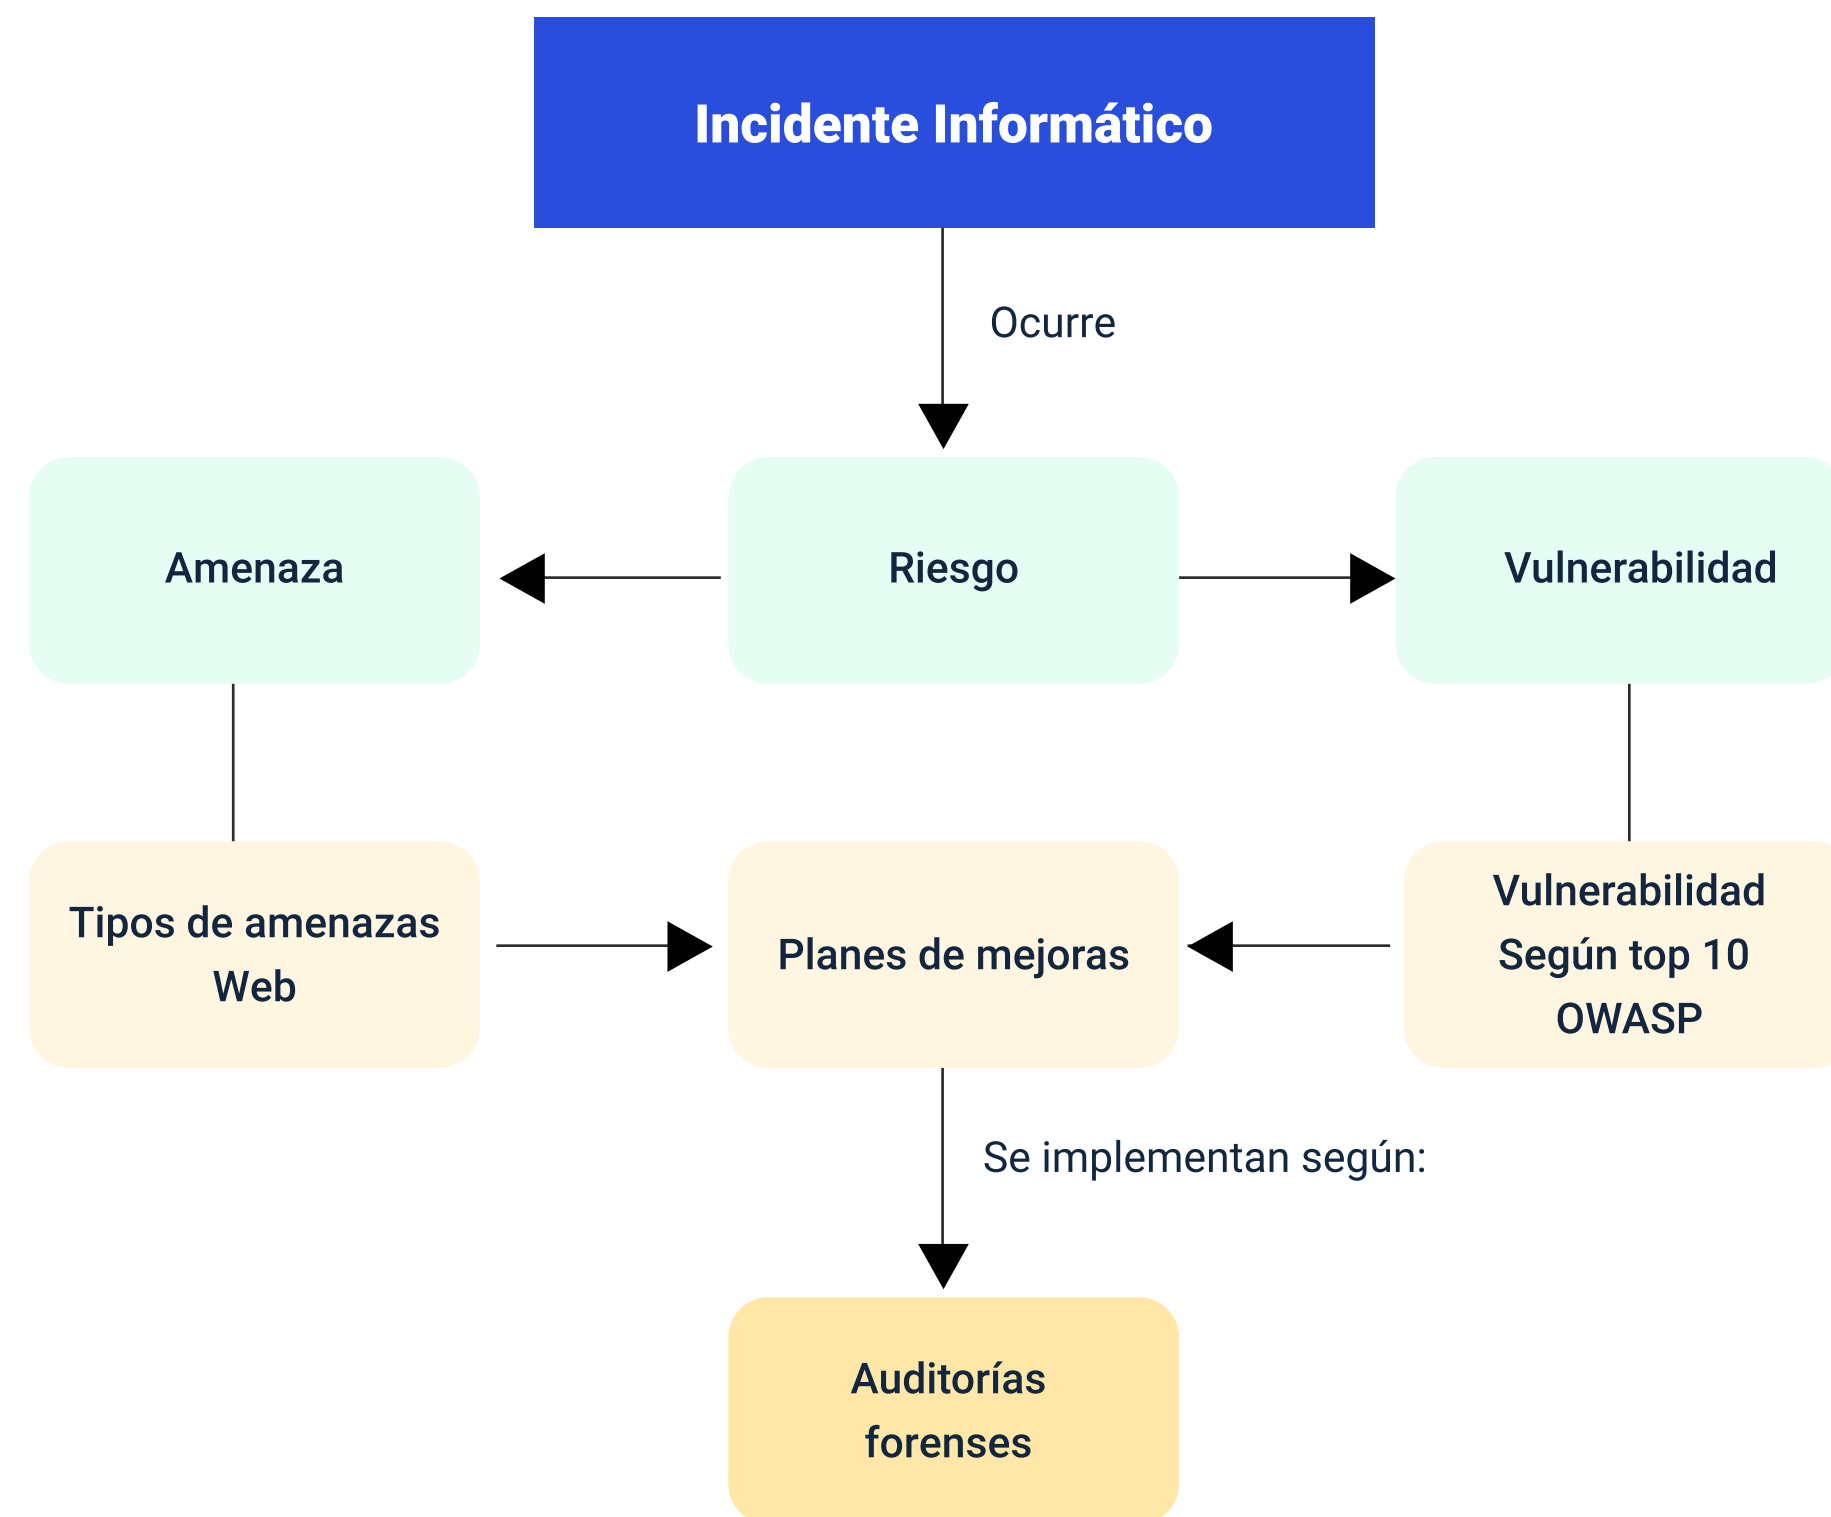 Incidente Informático
Ocurre
Amenaza
Riesgo
Vulnerabilidad
Tipos de amenazas
Web
Planes de mejoras
Vulnerabilidad
Según top 10
OWASP
Se implementan según:
Auditorías
forenses